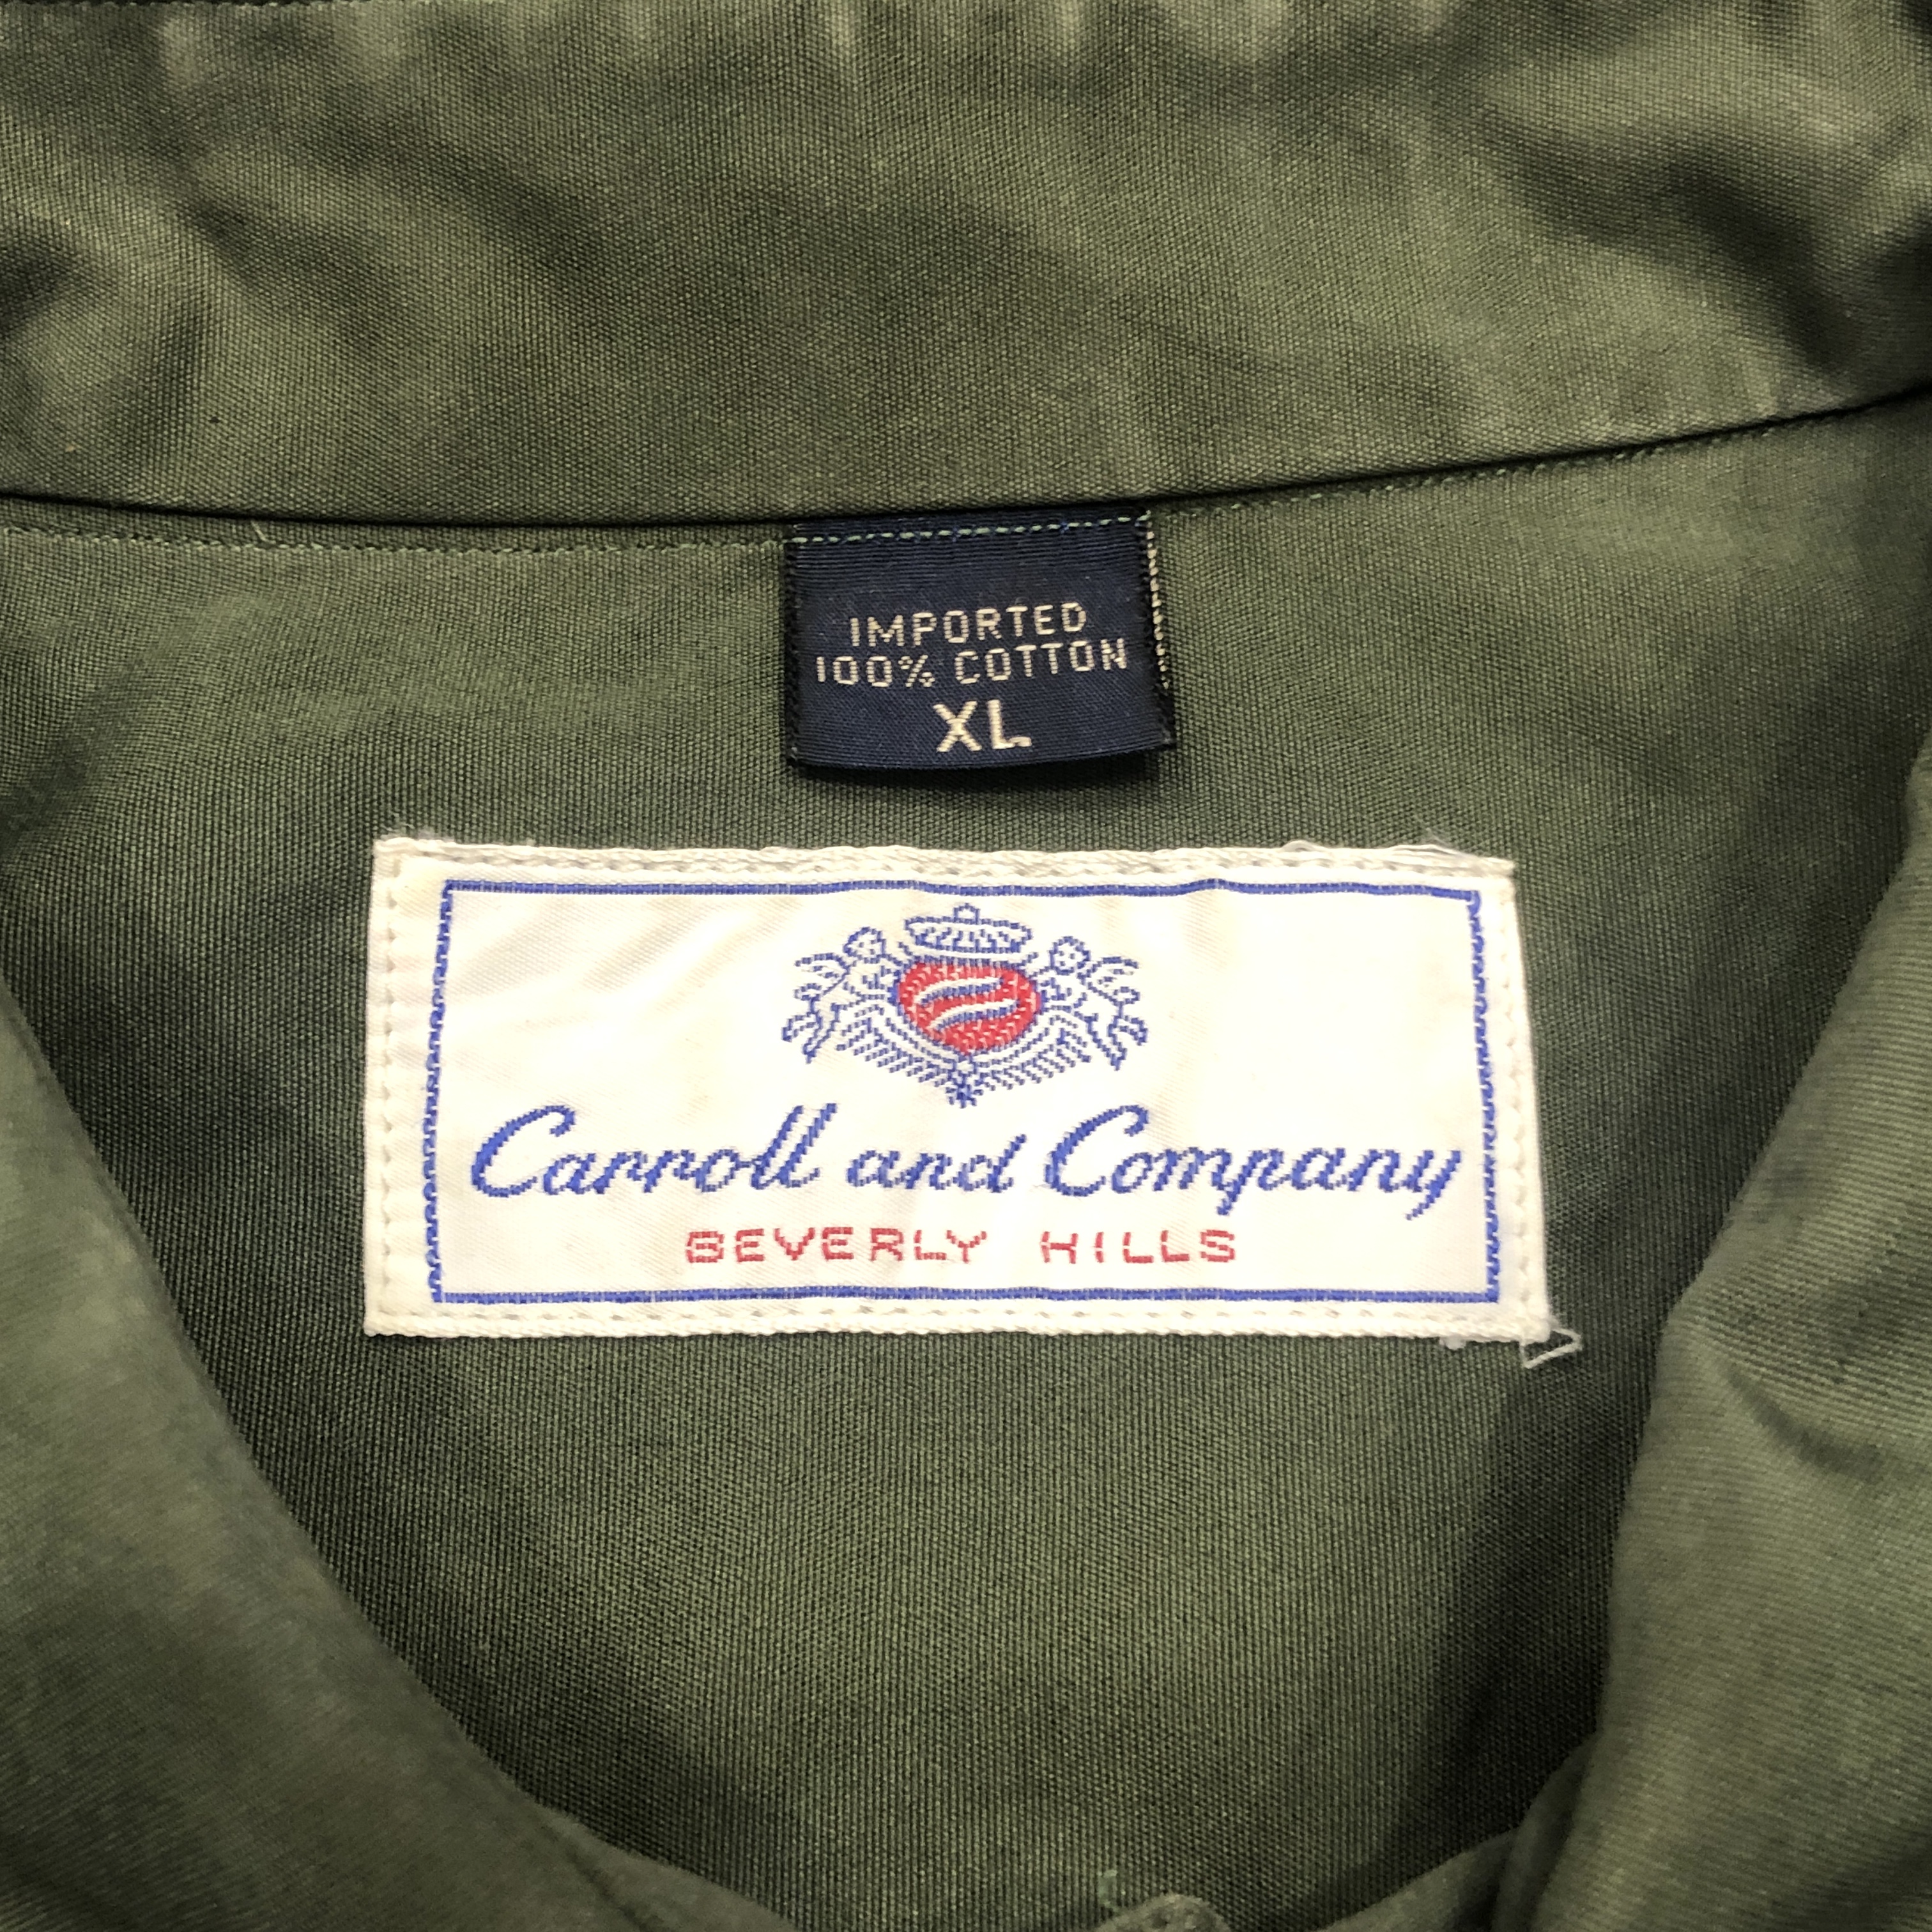 IMPORTED
100% COTTON
XL
Carroll and Company
BEVERLY HILLS